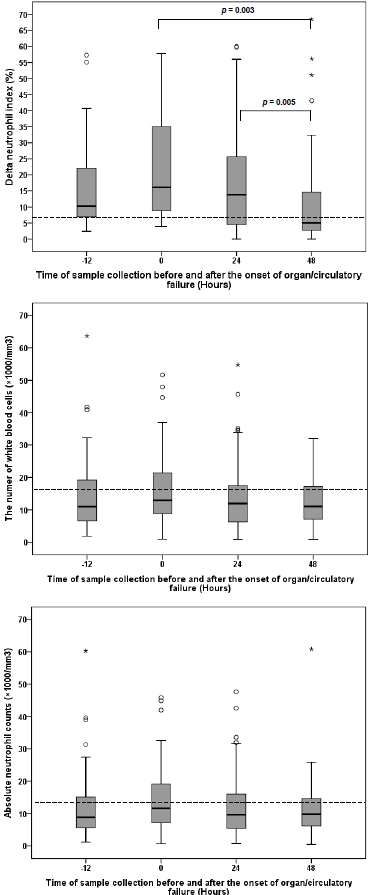 p = 0.003
p = 0.005
Delta neutrophil index (%)
70
65
60
55
50
45
40
35
30
25
20
15
10
5
0
-12 0 24 48
Time of sample collection before and after the onset of organ/circulatory
failure (Hours)
The numer of white blood cells (×1000/mm3)
70
60
50
40
30
20
10
0
-12 0 24 48
Time of sample collection before and after the onset of organ/circulatory
failure (Hours)
Absolute neutrophil counts (×1000/mm3)
70
60
50
40
30
20
10
0
-12 0 24 48
Time of sample collection before and after the onset of organ/circulatory
failure (Hours)